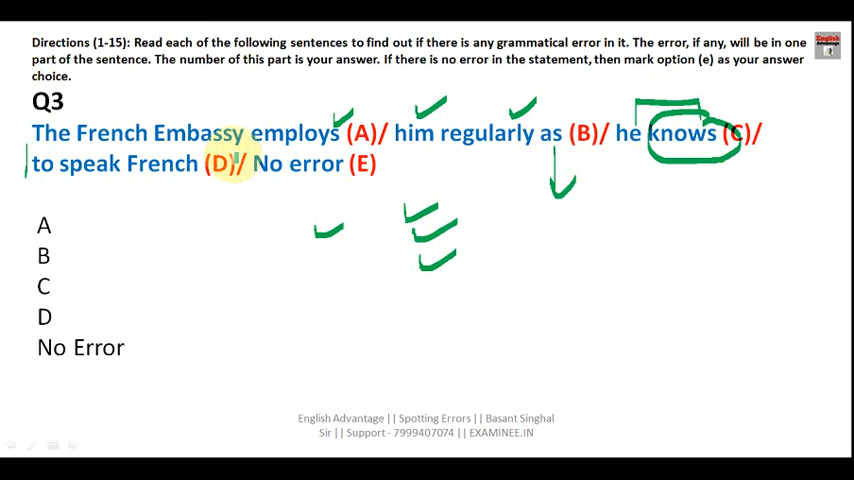 Directions (1-15): Read each of the following sentences to find out if there is any grammatical error in it. The error, if any, will be in one
part of the sentence. The number of this part is your answer. If there is no error in the statement, then mark option (e) as your answer
choice.
English
Advantage
Q3
The French Embassy employs (A)/ him regularly as (B)/ he knows (C)/
to speak French (D)/ No error (E)
A
B
C
D
No Error
English Advantage || Spotting Errors || Basant Singhal
Sir || Support - 7999407074 || EXAMINEE.IN